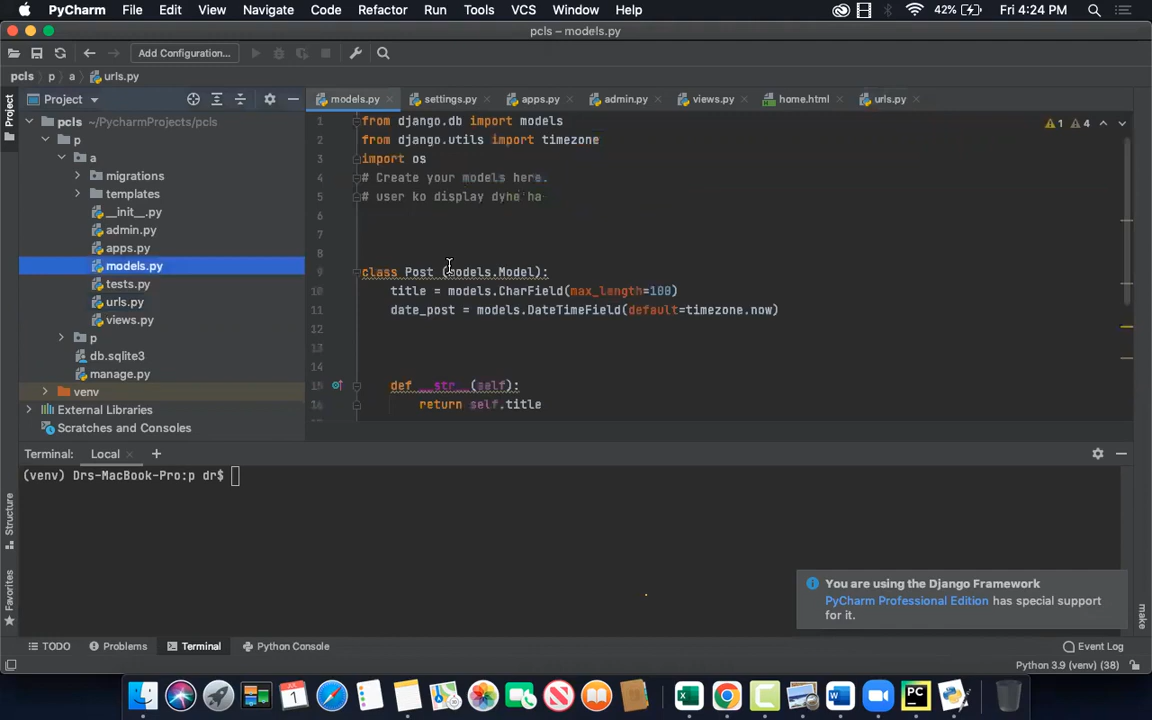 PyCharm File Edit View Navigate Code Refactor Run Tools VCS Window Help 42% Fri 4:24 PM
pcls – models.py
Add Configuration...
pcls p a urls.py
Project models.py settings.py apps.py admin.py views.py home.html urls.py
pcls ~/PycharmProjects/pcls
p
a
migrations
templates
__init__.py
admin.py
apps.py
models.py
tests.py
urls.py
views.py
p
db.sqlite3
manage.py
venv
External Libraries
Scratches and Consoles
1 from django.db import models
2 from django.utils import timezone
3 import os
4 # Create your models here.
5 # user ko display dyhe ha
6
7
8
9 class Post (models.Model):
10 title = models.CharField(max_length=100)
11 date_post = models.DateTimeField(default=timezone.now)
12
13
14
15 def __str__(self):
16 return self.title
1 4
Project
Structure
Favorites
make
Terminal: Local
(venv) Drs-MacBook-Pro:p dr$
You are using the Django Framework
PyCharm Professional Edition has special support
for it.
TODO Problems Terminal Python Console Event Log
Python 3.9 (venv) (38)